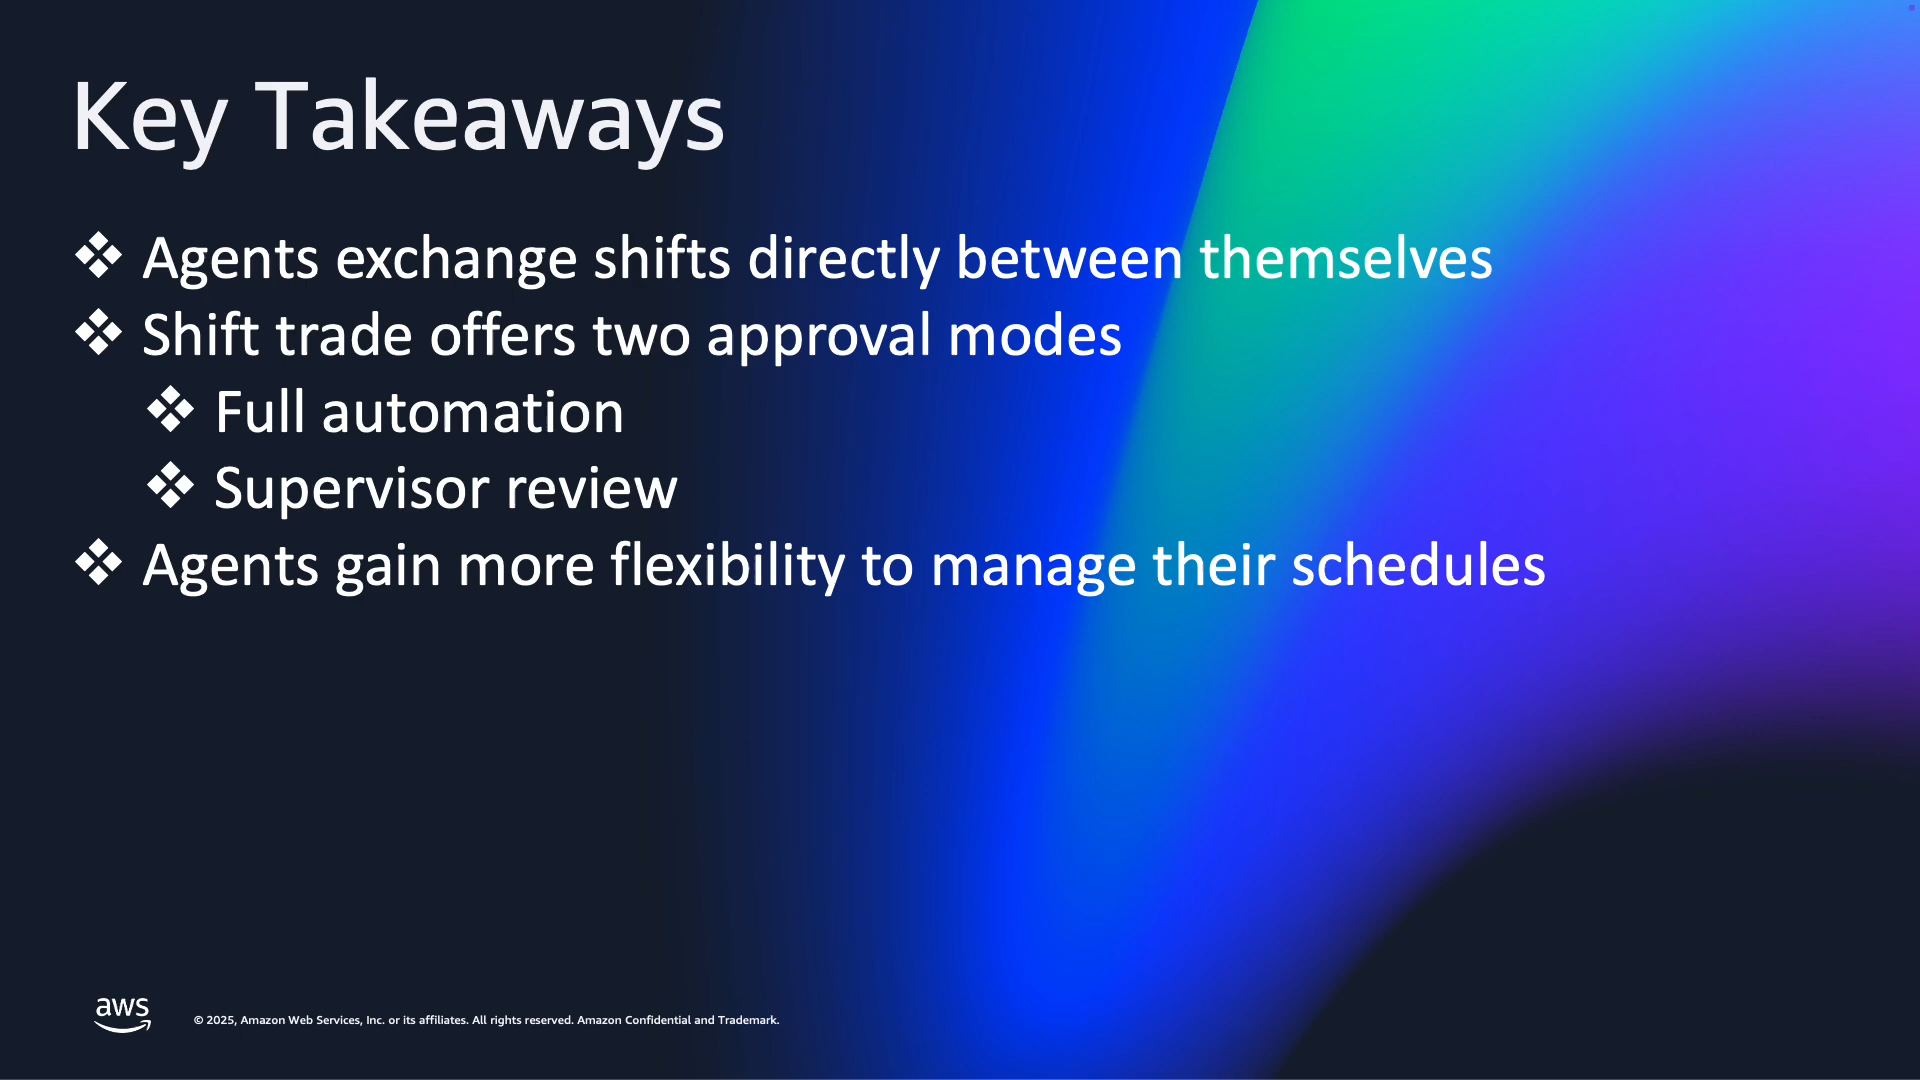 Key Takeaways
❖ Agents exchange shifts directly between themselves
❖ Shift trade offers two approval modes
❖ Full automation
❖ Supervisor review
❖ Agents gain more flexibility to manage their schedules
aws
© 2025, Amazon Web Services, Inc. or its affiliates. All rights reserved. Amazon Confidential and Trademark.